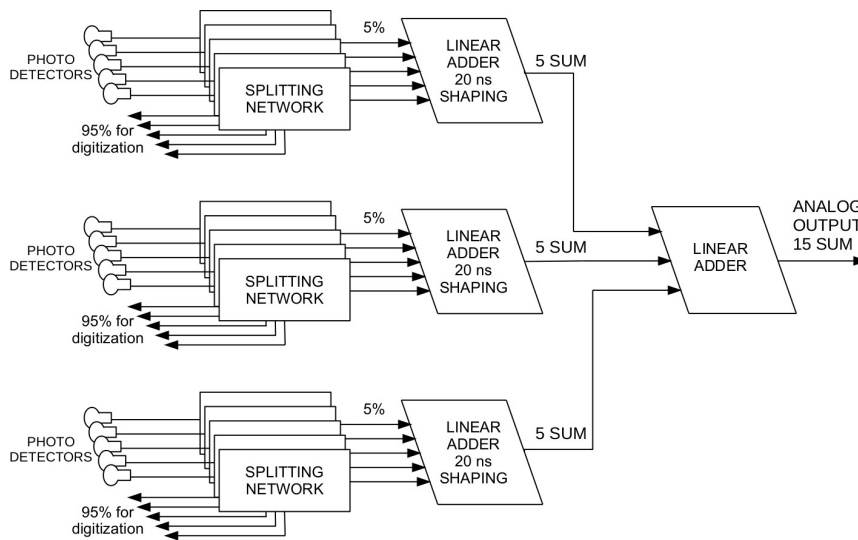 PHOTO
DETECTORS
95% for
digitization
SPLITTING
NETWORK
5%
LINEAR
ADDER
20 ns
SHAPING
5 SUM
PHOTO
DETECTORS
95% for
digitization
SPLITTING
NETWORK
5%
LINEAR
ADDER
20 ns
SHAPING
5 SUM
PHOTO
DETECTORS
95% for
digitization
SPLITTING
NETWORK
5%
LINEAR
ADDER
20 ns
SHAPING
5 SUM
LINEAR
ADDER
ANALOG
OUTPUT
15 SUM